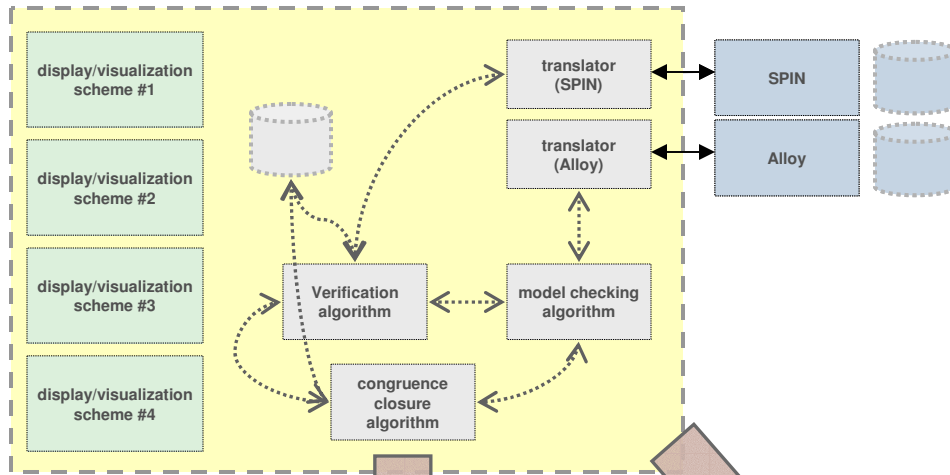 display/visualization
scheme #1
display/visualization
scheme #2
display/visualization
scheme #3
display/visualization
scheme #4
translator
(SPIN)
translator
(Alloy)
SPIN
Alloy
Verification
algorithm
model checking
algorithm
congruence
closure
algorithm